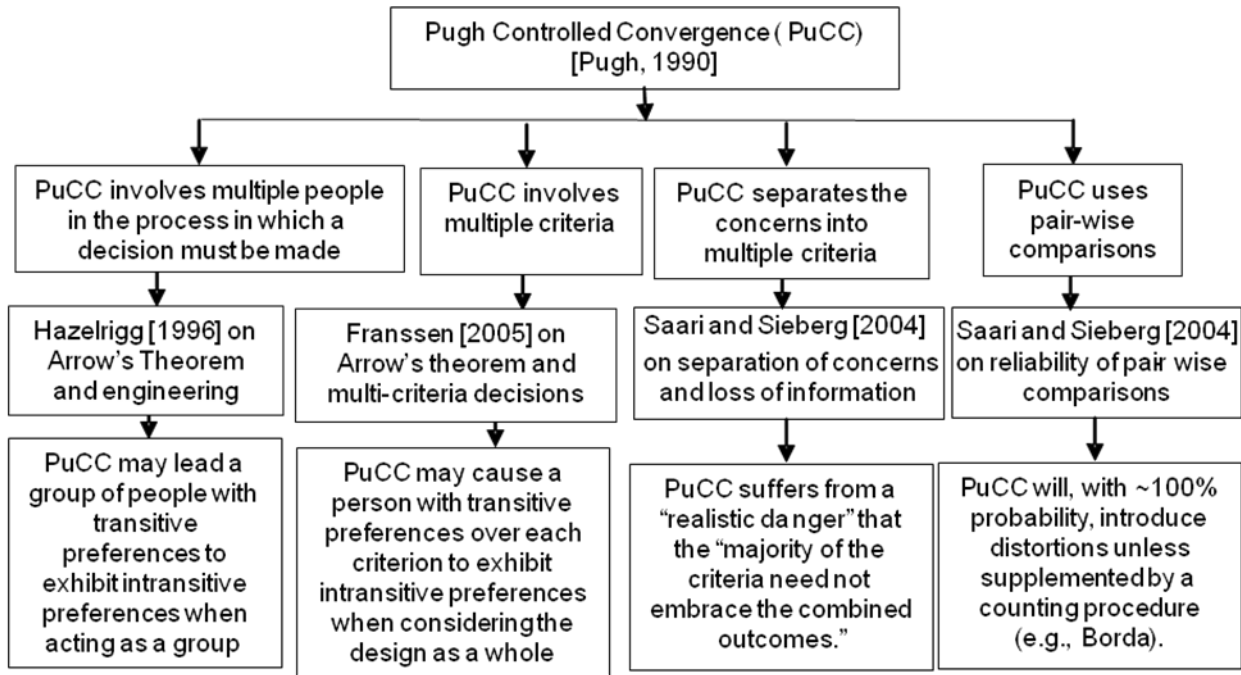 Pugh Controlled Convergence ( PuCC)
[Pugh, 1990]
PuCC involves multiple people
in the process in which a
decision must be made
PuCC involves
multiple criteria
PuCC separates the
concerns into
multiple criteria
PuCC uses
pair-wise
comparisons
Hazelrigg [1996] on
Arrow's Theorem
and engineering
Franssen [2005] on
Arrow's theorem and
multi-criteria decisions
Saari and Sieberg [2004]
on separation of concerns
and loss of information
Saari and Sieberg [2004]
on reliability of pair wise
comparisons
PuCC may lead a
group of people with
transitive
preferences to
exhibit intransitive
preferences when
acting as a group
PuCC may cause a
person with transitive
preferences over each
criterion to exhibit
intransitive preferences
when considering the
design as a whole
PuCC suffers from a
“realistic danger” that
the “majority of the
criteria need not
embrace the combined
outcomes.”
PuCC will, with ~100%
probability, introduce
distortions unless
supplemented by a
counting procedure
(e.g., Borda).